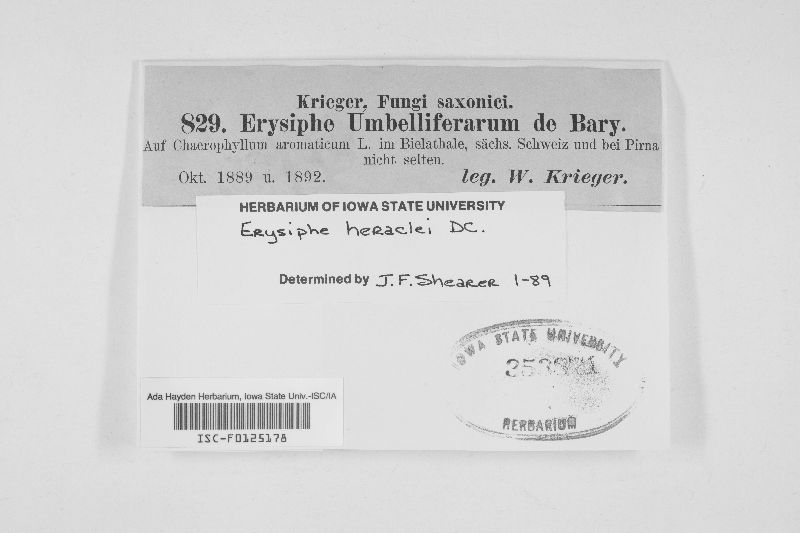 Krieger, Fungi saxonici.
829. Erysiphe Umbelliferarum de Bary.
Auf Chaerophyllum aromaticum L. im Bielathale, sächs. Schweiz und bei Pirna
nicht selten.
Okt. 1889 u. 1892. leg. W. Krieger.
HERBARIUM OF IOWA STATE UNIVERSITY
Erysiphe heraclei DC.
Determined by J.F. Shearer 1-89
IOWA STATE UNIVERSITY
HERBARIUM
Ada Hayden Herbarium, Iowa State Univ.-ISC/IA
ISC-F0125178